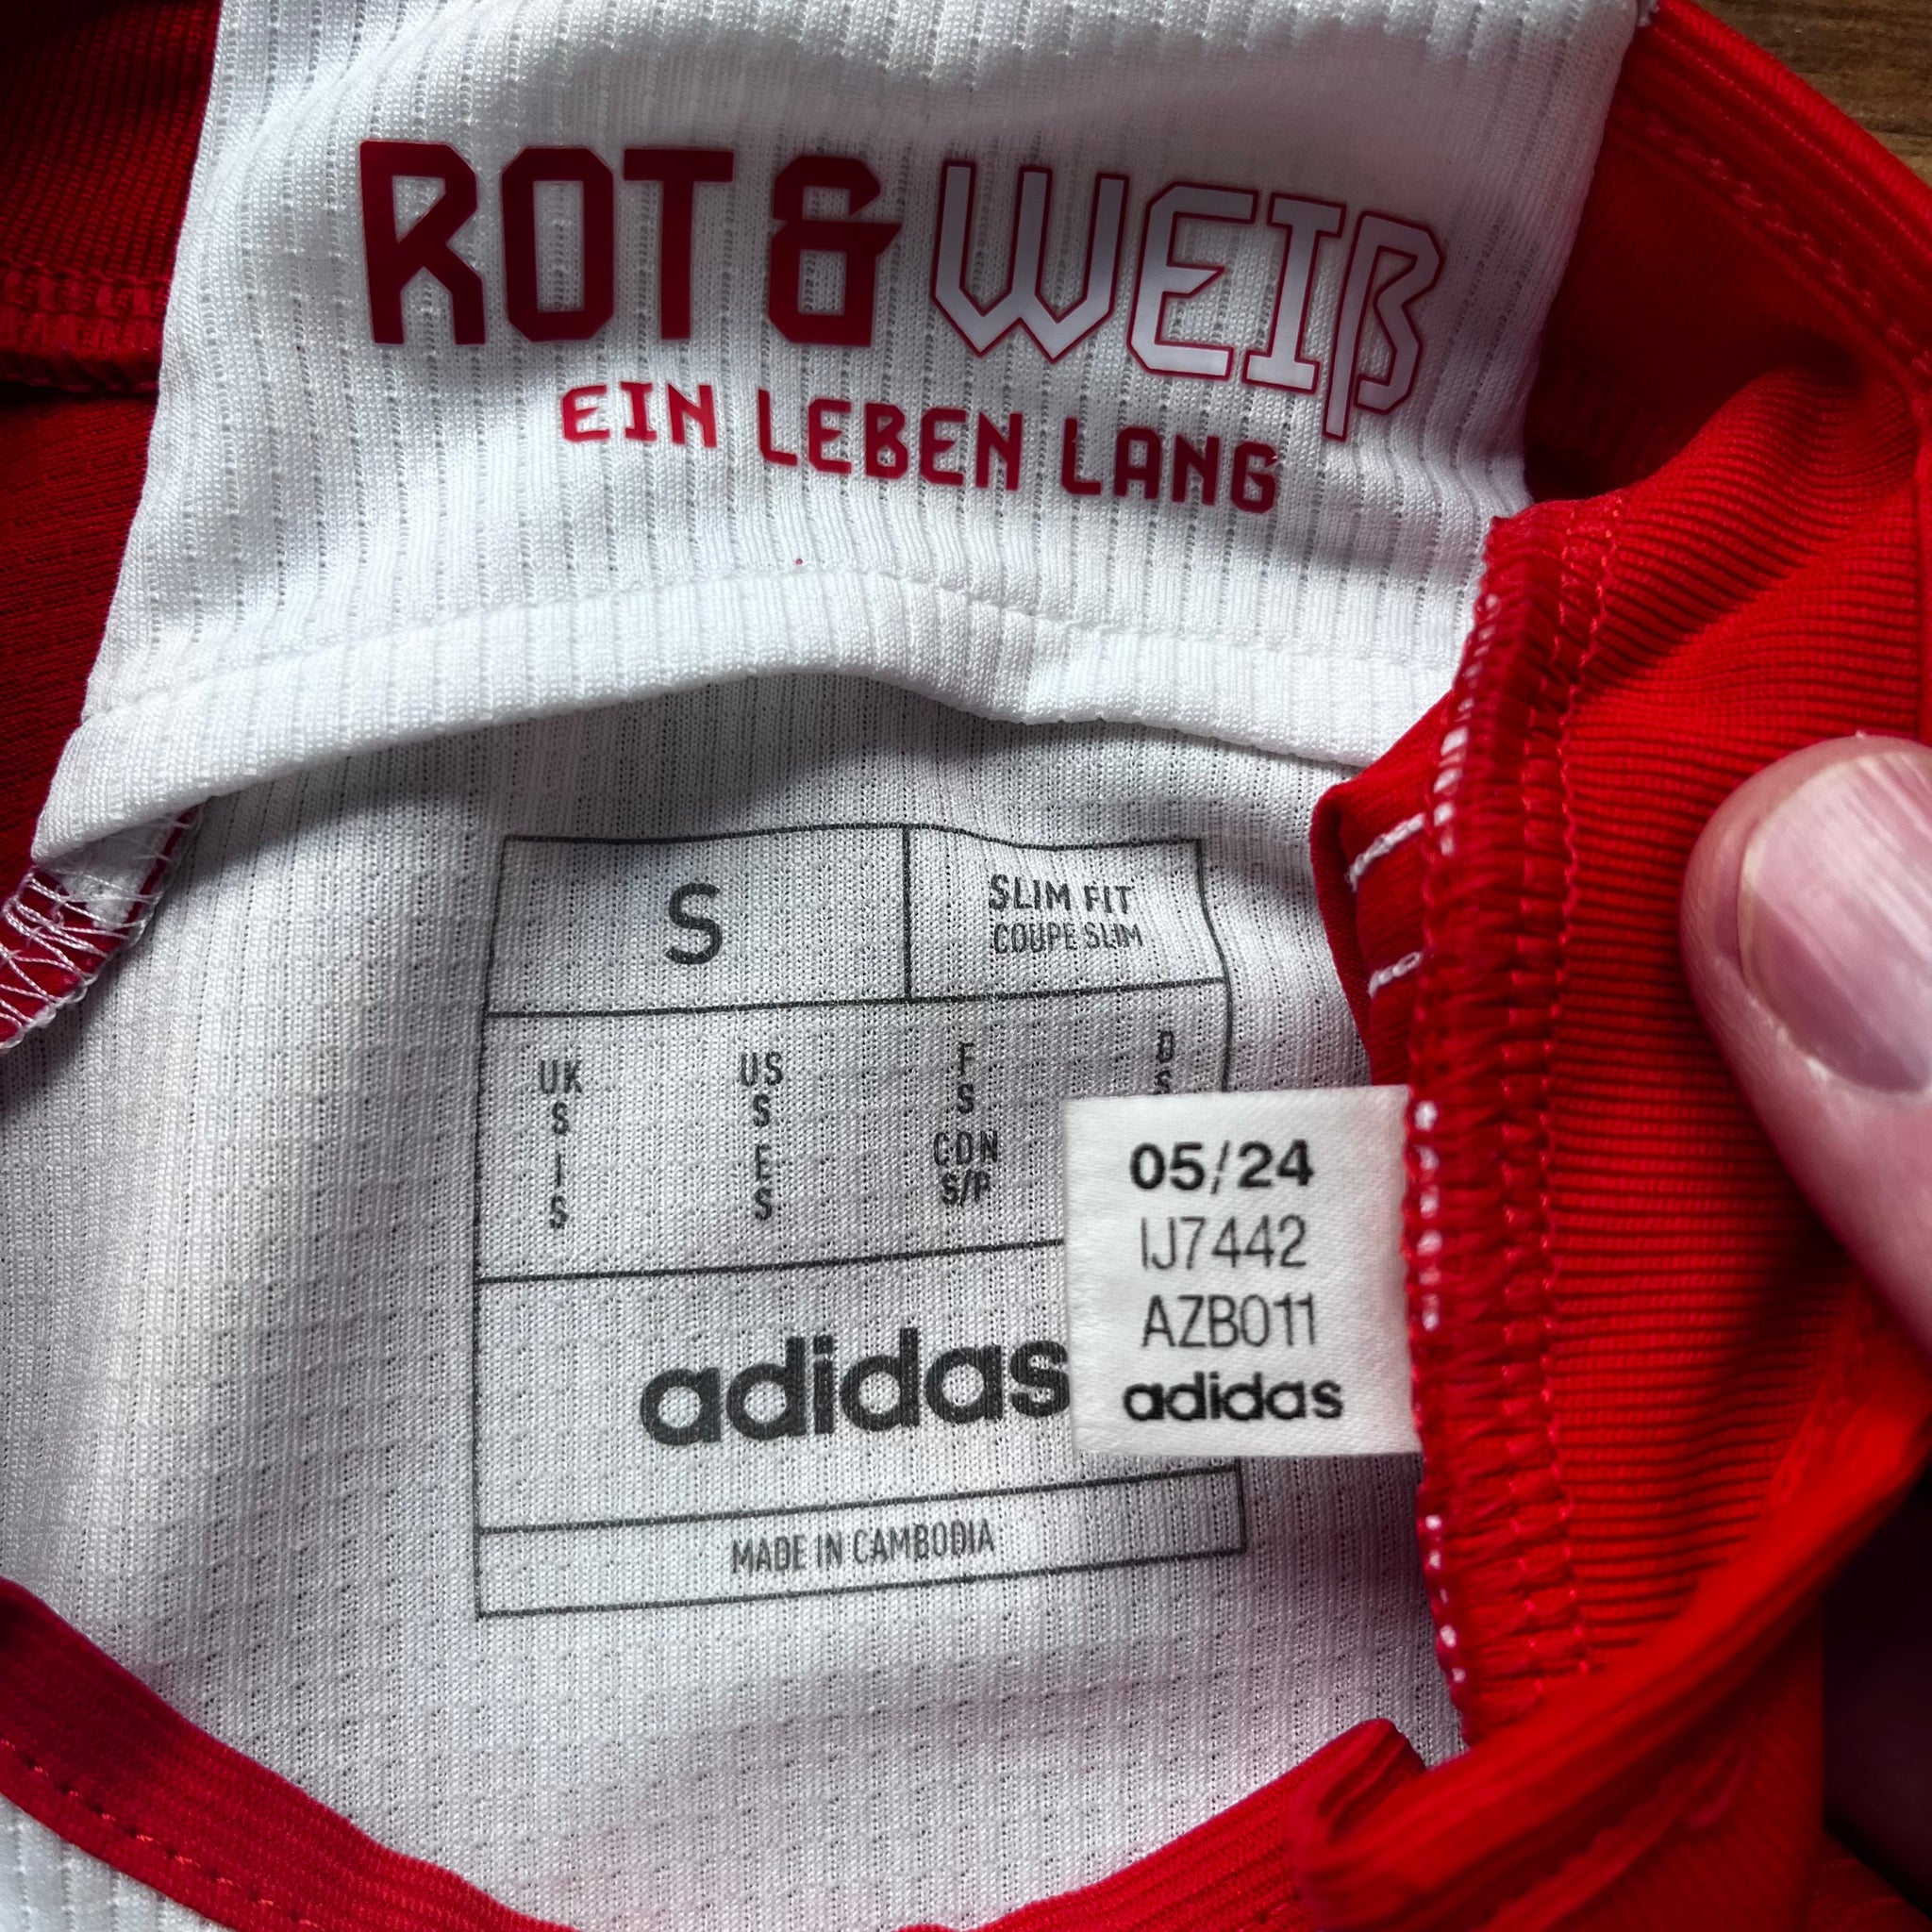 ROT & WEIß
EIN LEBEN LANG
S
SLIM FIT
COUPE SLIM
UK US F D
S S S S
I E CDN
S S S/P
adidas
MADE IN CAMBODIA
05/24
IJ7442
AZB011
adidas